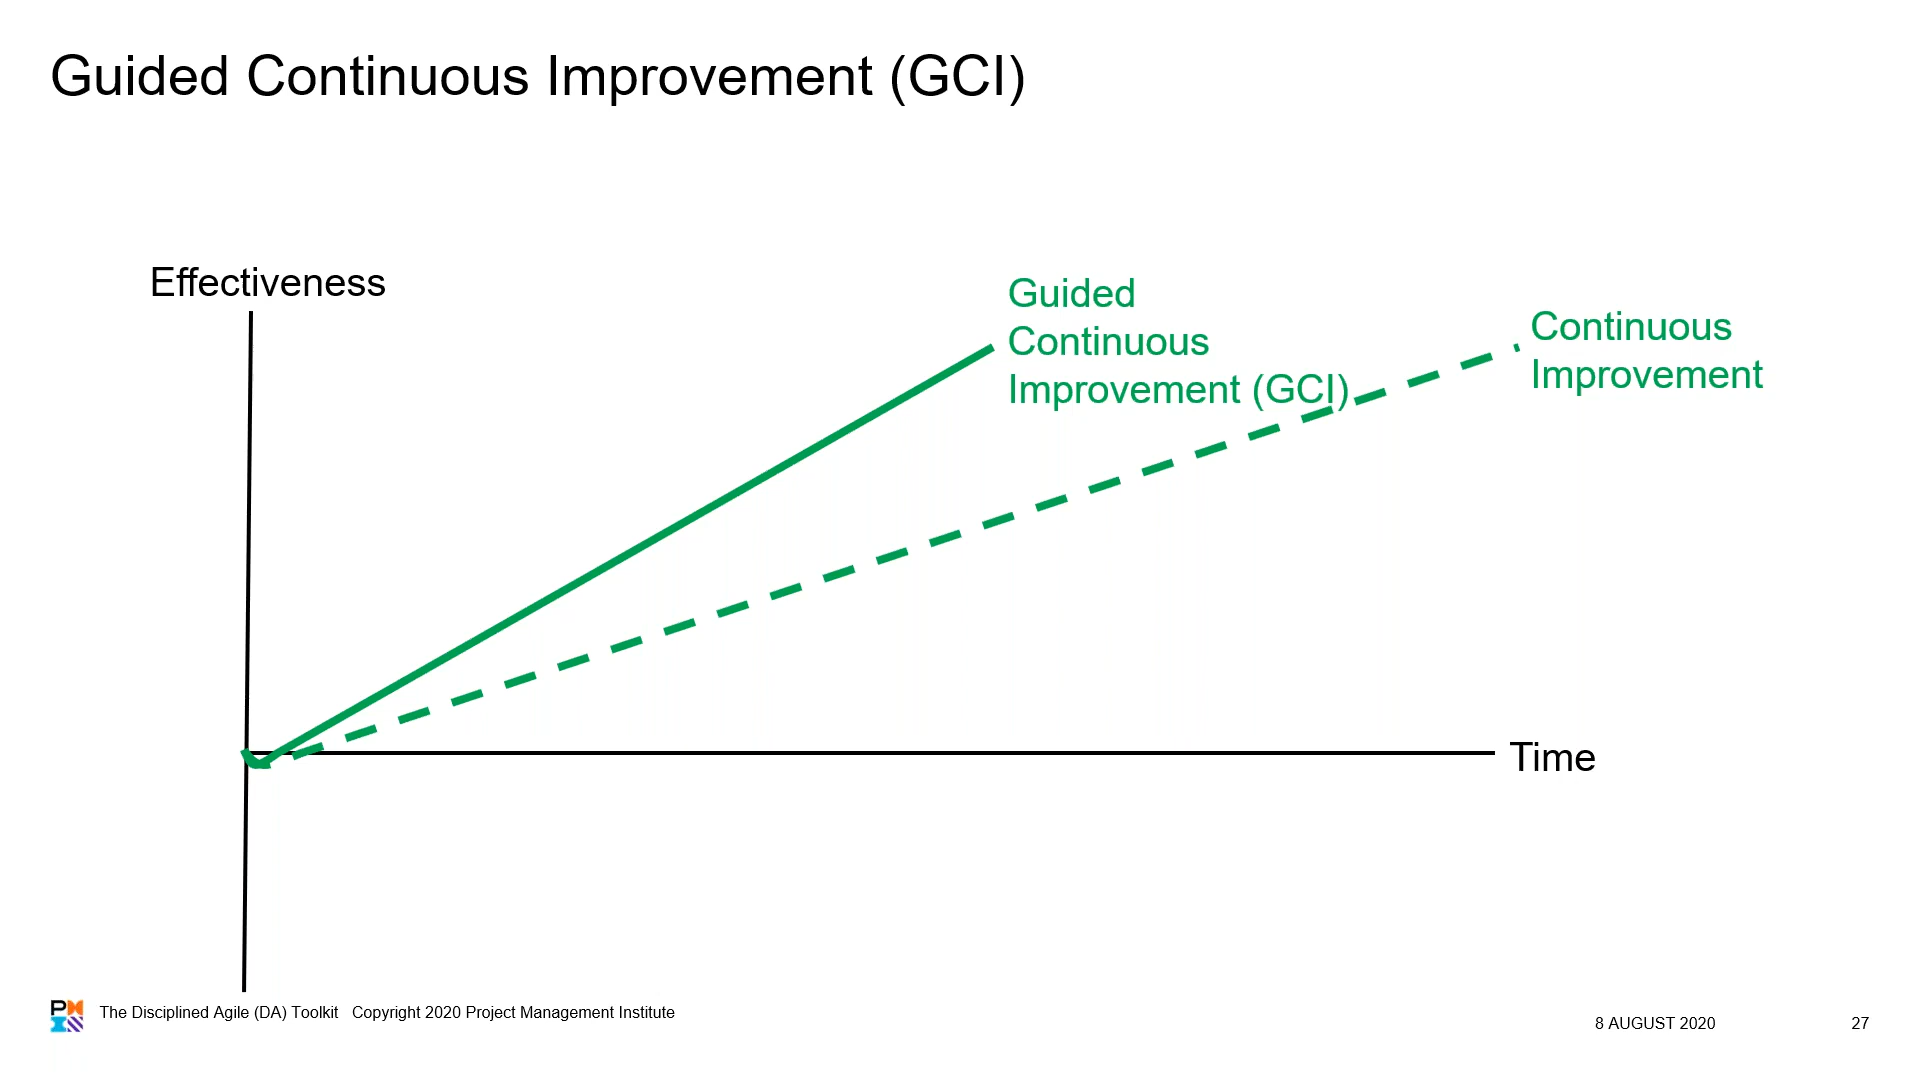 Guided Continuous Improvement (GCI)
Effectiveness
Guided
Continuous
Improvement (GCI)
Continuous
Improvement
Time
The Disciplined Agile (DA) Toolkit Copyright 2020 Project Management Institute
8 AUGUST 2020
27